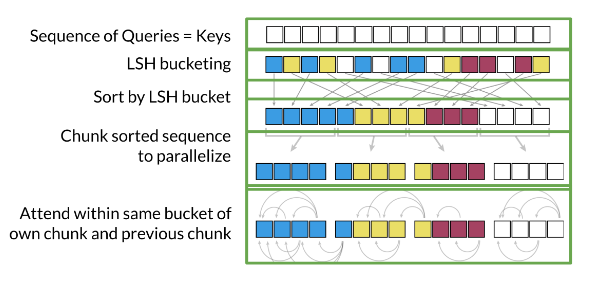 Sequence of Queries = Keys
LSH bucketing
Sort by LSH bucket
Chunk sorted sequence
to parallelize
Attend within same bucket of
own chunk and previous chunk